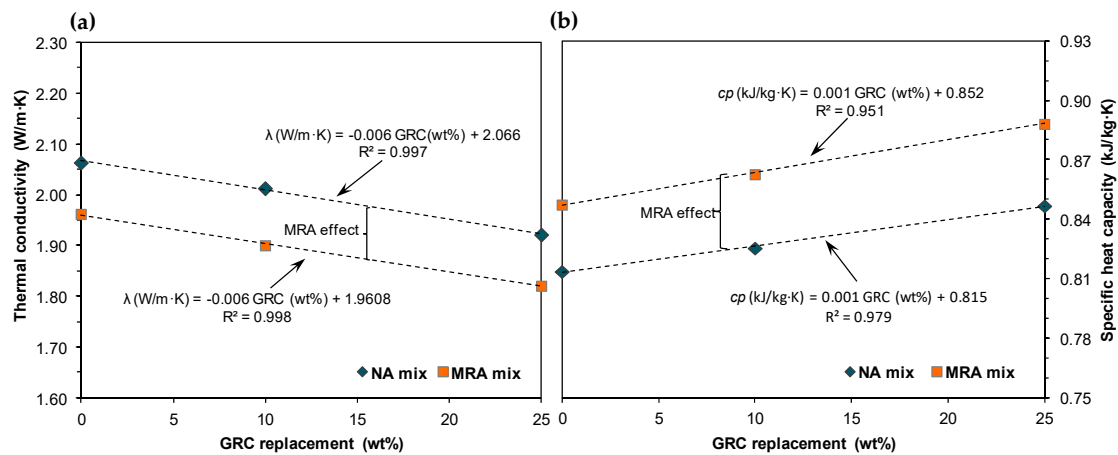 (a)
Thermal conductivity (W/m·K)
2.30
2.20
2.10
2.00
1.90
1.80
1.70
1.60
λ (W/m·K) = -0.006 GRC(wt%) + 2.066
R² = 0.997
MRA effect
λ (W/m·K) = -0.006 GRC (wt%) + 1.9608
R² = 0.998
NA mix MRA mix
0 5 10 15 20 25
GRC replacement (wt%)
(b)
cp (kJ/kg·K) = 0.001 GRC (wt%) + 0.852
R² = 0.951
MRA effect
cp (kJ/kg·K) = 0.001 GRC (wt%) + 0.815
R² = 0.979
NA mix MRA mix
0 5 10 15 20 25
GRC replacement (wt%)
0.93
0.90
0.87
0.84
0.81
0.78
0.75
Specific heat capacity (kJ/kg·K)